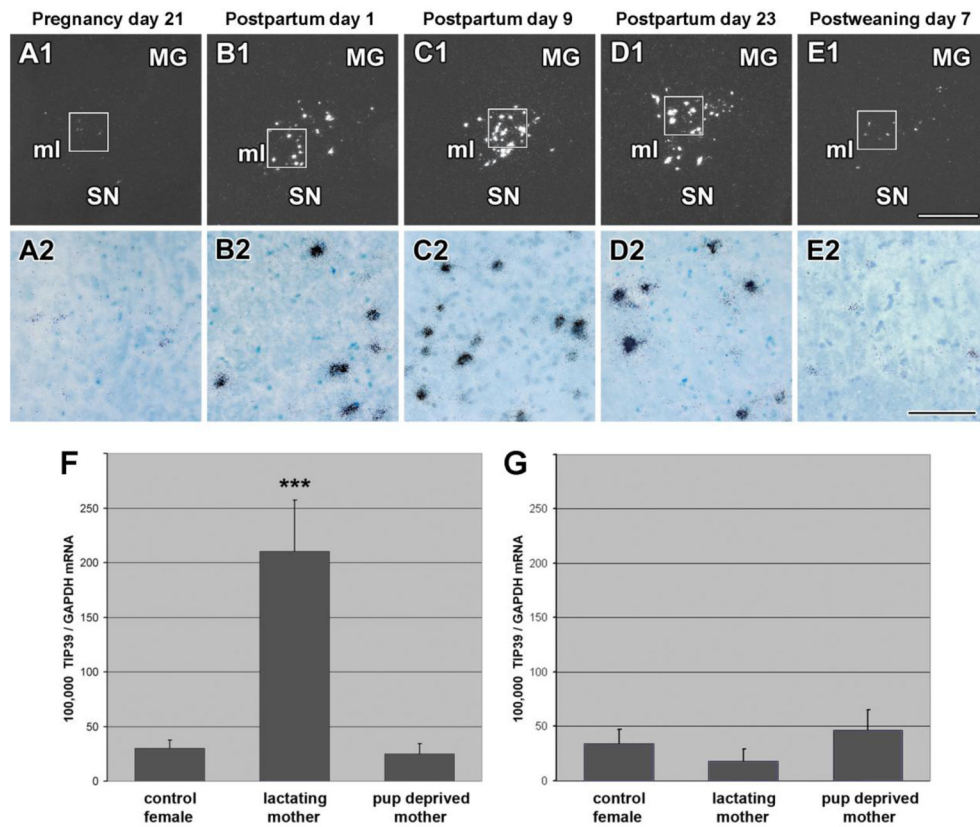 Pregnancy day 21 Postpartum day 1 Postpartum day 9 Postpartum day 23 Postweaning day 7
A1 MG B1 MG C1 MG D1 MG E1 MG
ml ml ml ml ml
SN SN SN SN SN
A2 B2 C2 D2 E2
F
100,000 TIP39 / GAPDH mRNA
250
200
150
100
50
0
***
control female
lactating mother
pup deprived mother
G
100,000 TIP39 / GAPDH mRNA
250
200
150
100
50
0
control female
lactating mother
pup deprived mother